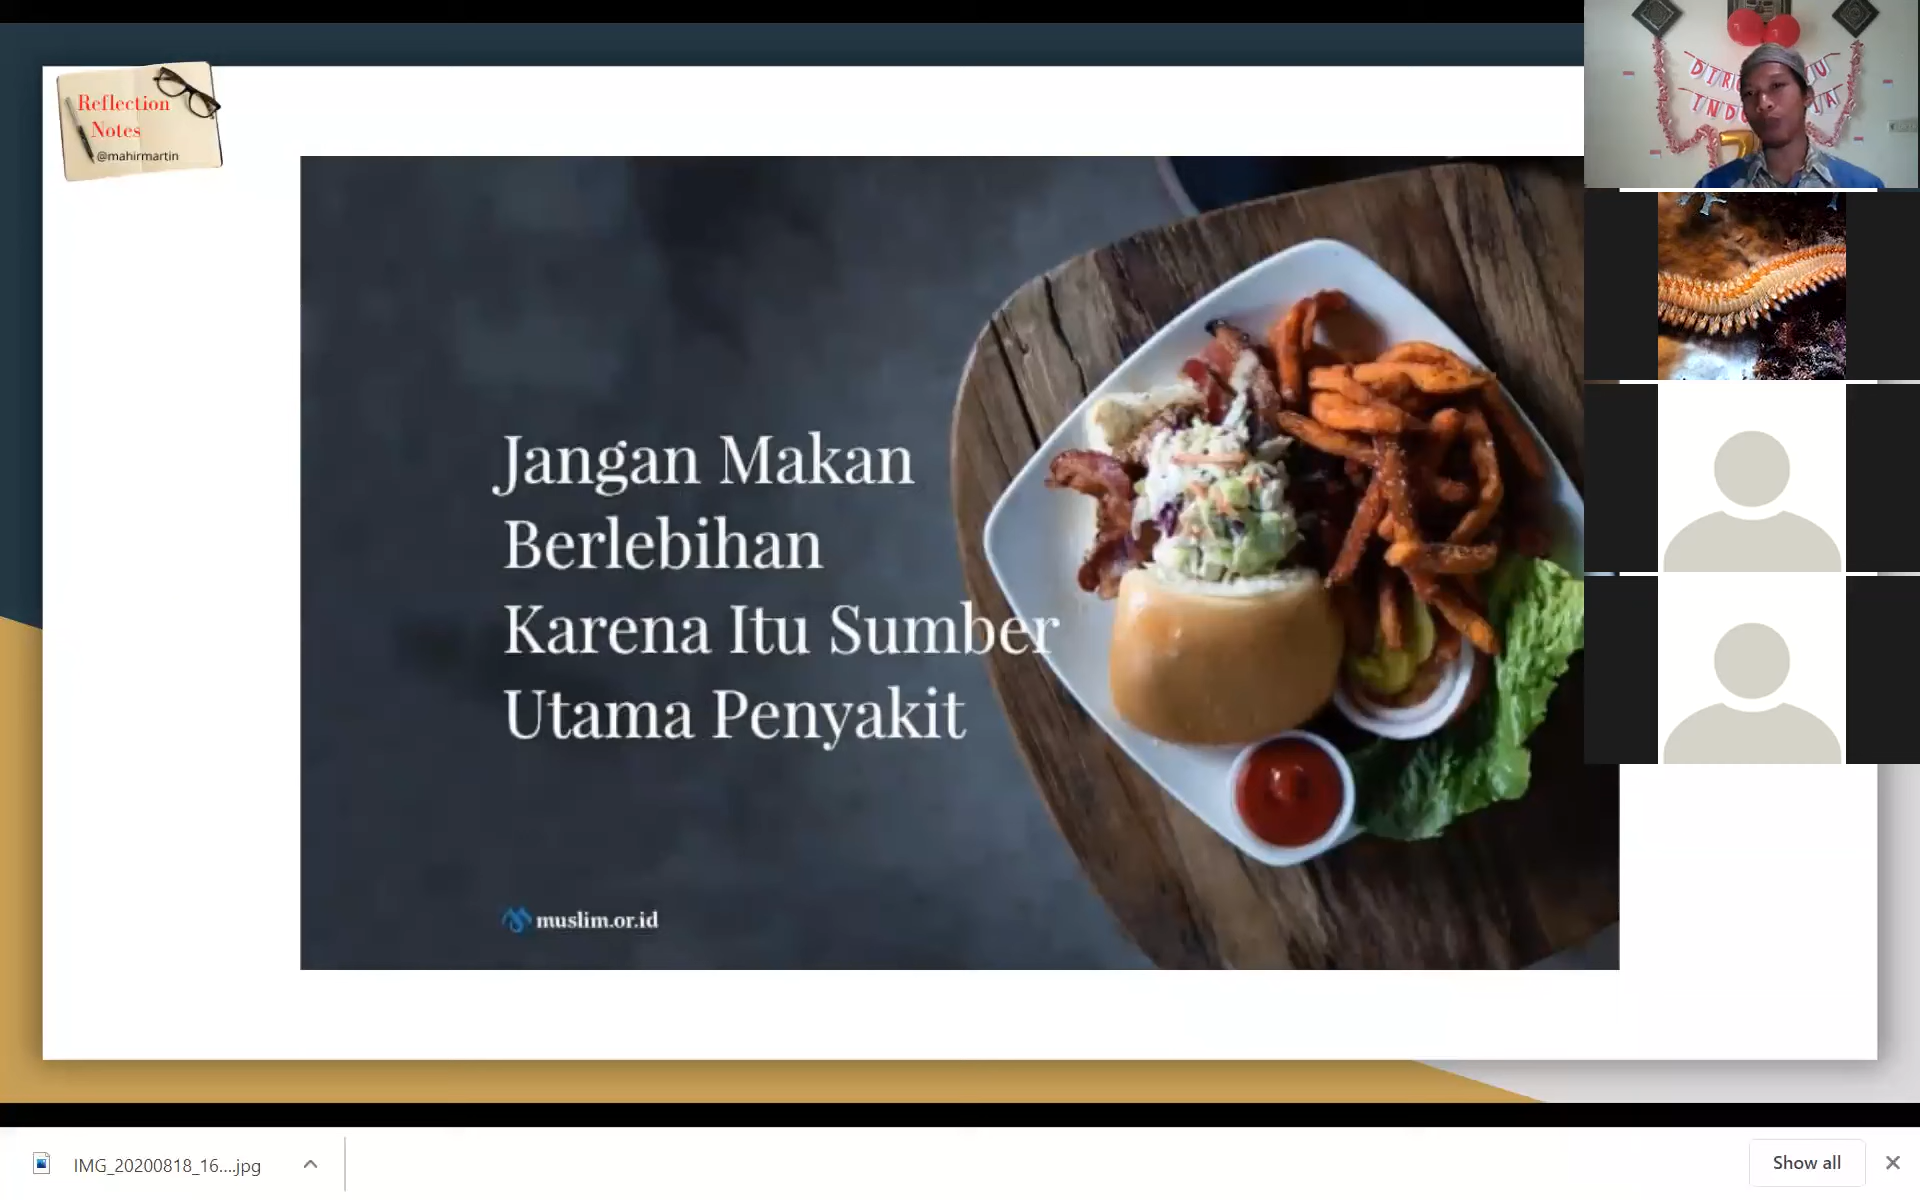 Reflection
Notes
@mahirmartin
Jangan Makan
Berlebihan
Karena Itu Sumber
Utama Penyakit
muslim.or.id
IMG_20200818_16....jpg
Show all